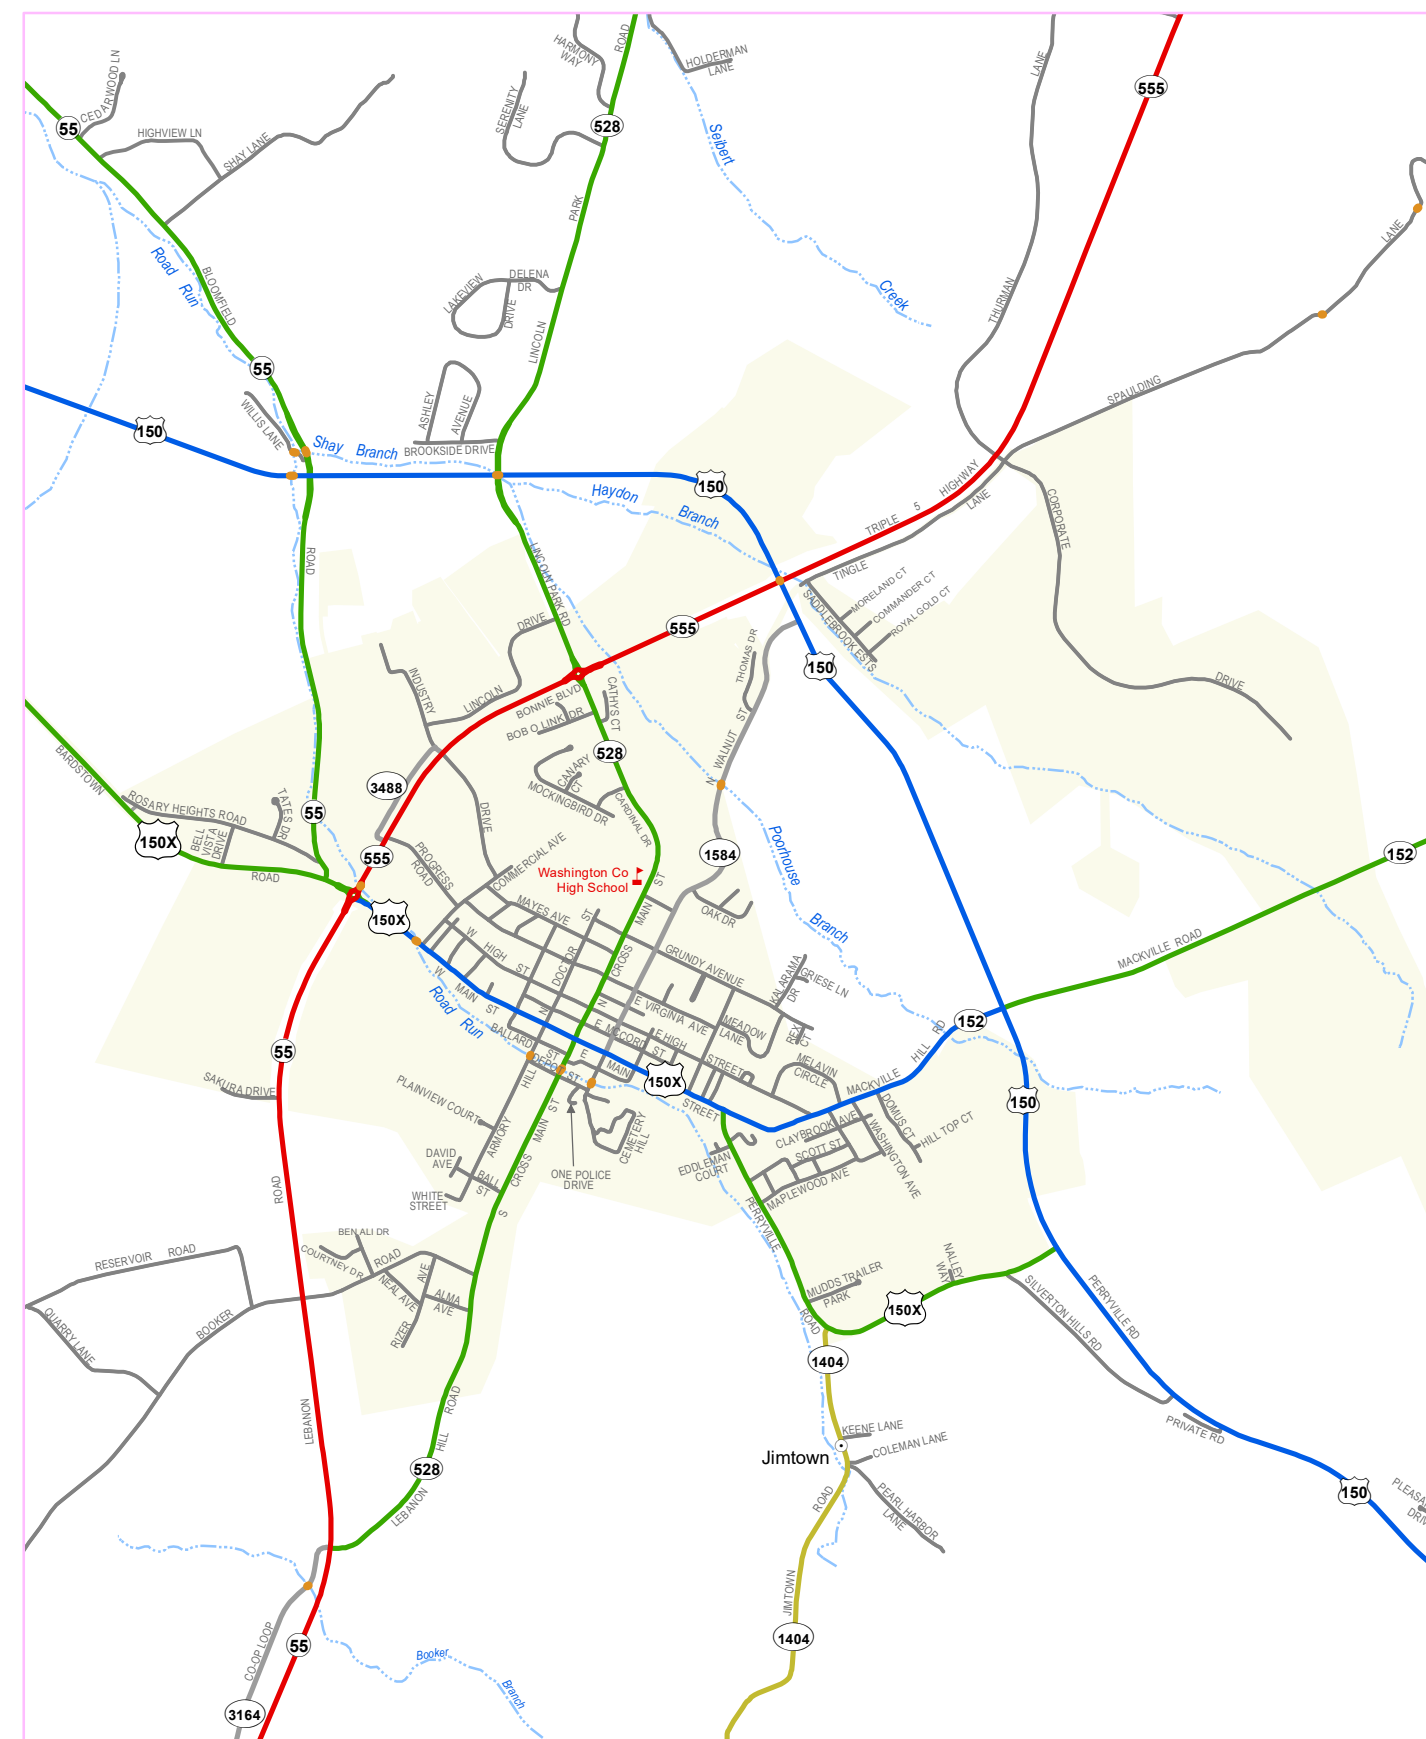 HARMONY
WAY
ROAD
HOLDERMAN
LANE
LANE
555
CEDARWOOD LN
55
HIGHVIEW LN
SHAY LANE
SERENITY
LANE
528
Seibert
Creek
PARK
LANE
Road Run
BLOOMFIELD
LAKEVIEW
DELENA
DR
DRIVE
THURMAN
LINCOLN
55
SPAULDING
WILLIS LANE
ASHLEY
AVENUE
150
Shay Branch
BROOKSIDE DRIVE
Haydon
Branch
150
HIGHWAY
5
TRIPLE
LANE
CORPORATE
ROAD
LINCOLN PARK RD
TINGLE
MORELAND CT
COMMANDER CT
ROYAL GOLD CT
SADDLEBROOK ESTS
555
DRIVE
THOMAS DR
150
DRIVE
INDUSTRY
LINCOLN
BONNIE BLVD
BOB O LINK DR
CATHYS CT
N WALNUT ST
528
BARDSTOWN
3488
CANARY
CT
MOCKINGBIRD DR
CARDINAL DR
ROSARY HEIGHTS ROAD
TATES DR
55
BELL
VISTA
DRIVE
150X
DRIVE
555
PROGRESS
ROAD
COMMERCIAL AVE
1584
Poorhouse
Branch
152
ROAD
Washington Co
High School
ST
MAIN
OAK DR
150X
MAYES AVE
ST
DOCTOR
N
CROSS
N
GRUNDY AVENUE
W HIGH ST
W MAIN ST
KALARAMA
DR
GRIESE LN
MACKVILLE ROAD
Road Run
E VIRGINIA AVE
MEADOW
LANE
REX
CT
152
HILL RD
BALLARD ST
E MCCORD ST
E HIGH STREET
DEPOT ST
E MAIN STREET
150X
MELAVIN
CIRCLE
MACKVILLE
55
SAKURA DRIVE
PLAINVIEW COURT
HILL
ARMORY
CEMETERY
HILL
150
DOMUS CT
HILL TOP CT
CLAYBROOK AVE
WASHINGTON AVE
SCOTT ST
MAPLEWOOD AVE
EDDLEMAN
COURT
DAVID
AVE
BALL
ST
WHITE
STREET
S CROSS MAIN ST
ONE POLICE
DRIVE
ROAD
PERRYVILLE
ROAD
BEN ALI DR
COURTNEY DR
ROAD
RESERVOIR ROAD
NEAL AVE
AVE
RIZER
ALMA
AVE
NALLEY
WAY
MUDDS TRAILER
PARK
150X
SILVERTON HILLS RD
PERRYVILLE RD
QUARRY LANE
BOOKER
1404
LEBANON
ROAD
HILL
LEBANON
528
KEENE LANE
COLEMAN LANE
Jimtown
PRIVATE RD
PEARL HARBOR
LANE
150
ROAD
JIMTOWN
1404
CO-OP LOOP
55
Booker
Branch
3164